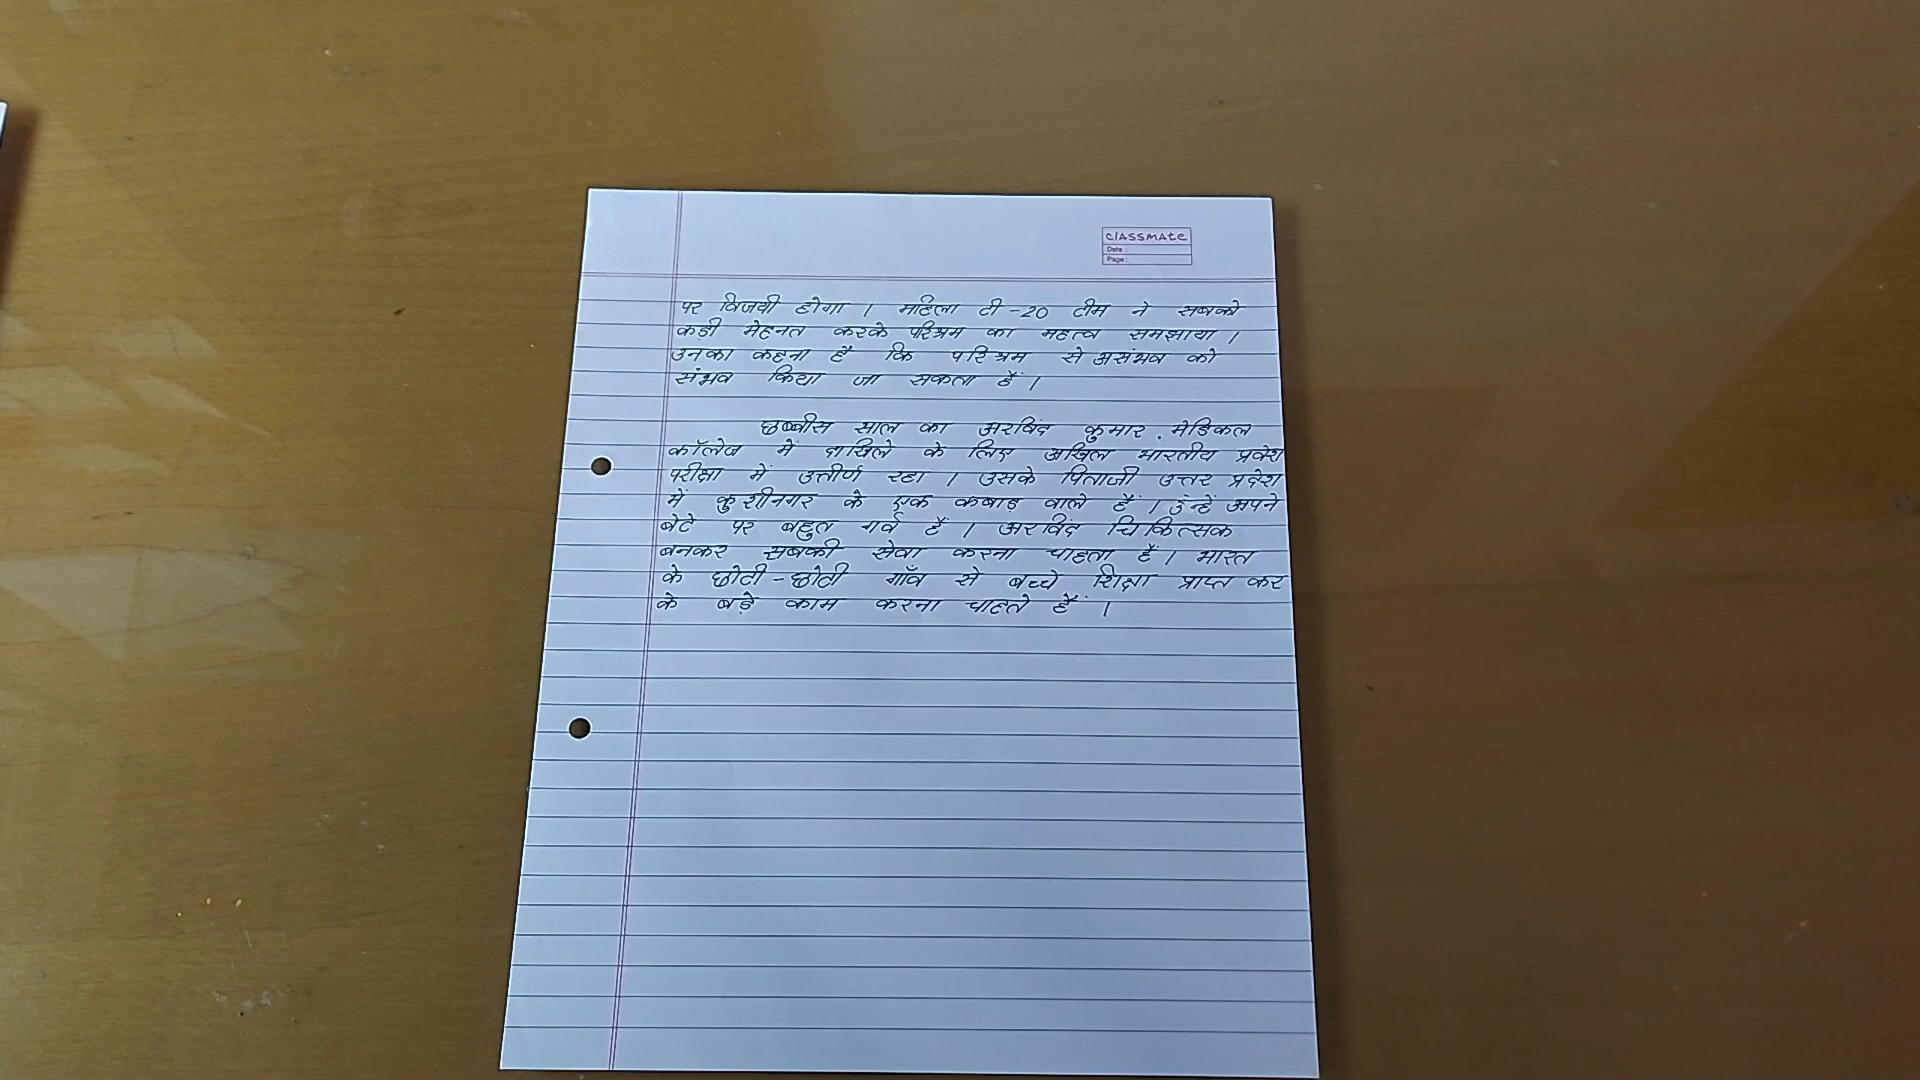 classmate
Date :
Page :
पर विजयी होगा । महिला टी-20 टीम ने सबको
कडी मेहनत करके परिश्रम का महत्व समझाया ।
उनका कहना है कि परिश्रम से असंभव को
संभव किया जा सकता हैं ।
छब्बीस साल का अरविंद कुमार . मेडिकल
कॉलेज में दाखिले के लिए अखिल भारतीय प्रवेश
परीक्षा में उत्तीर्ण रहा । उसके पिताजी उत्तर प्रदेश
में कुशीनगर के एक कबाड़ वाले हैं । उंन्हें अपने
बेटे पर बहुत गर्व हैं । अरविंद चिकित्सक
बनकर सबकी सेवा करना चाहता हैं । भारत
के छोटी-छोटी गाँव से बच्चे शिक्षा प्राप्त कर
के बड़े काम करना चाहते हैं ।